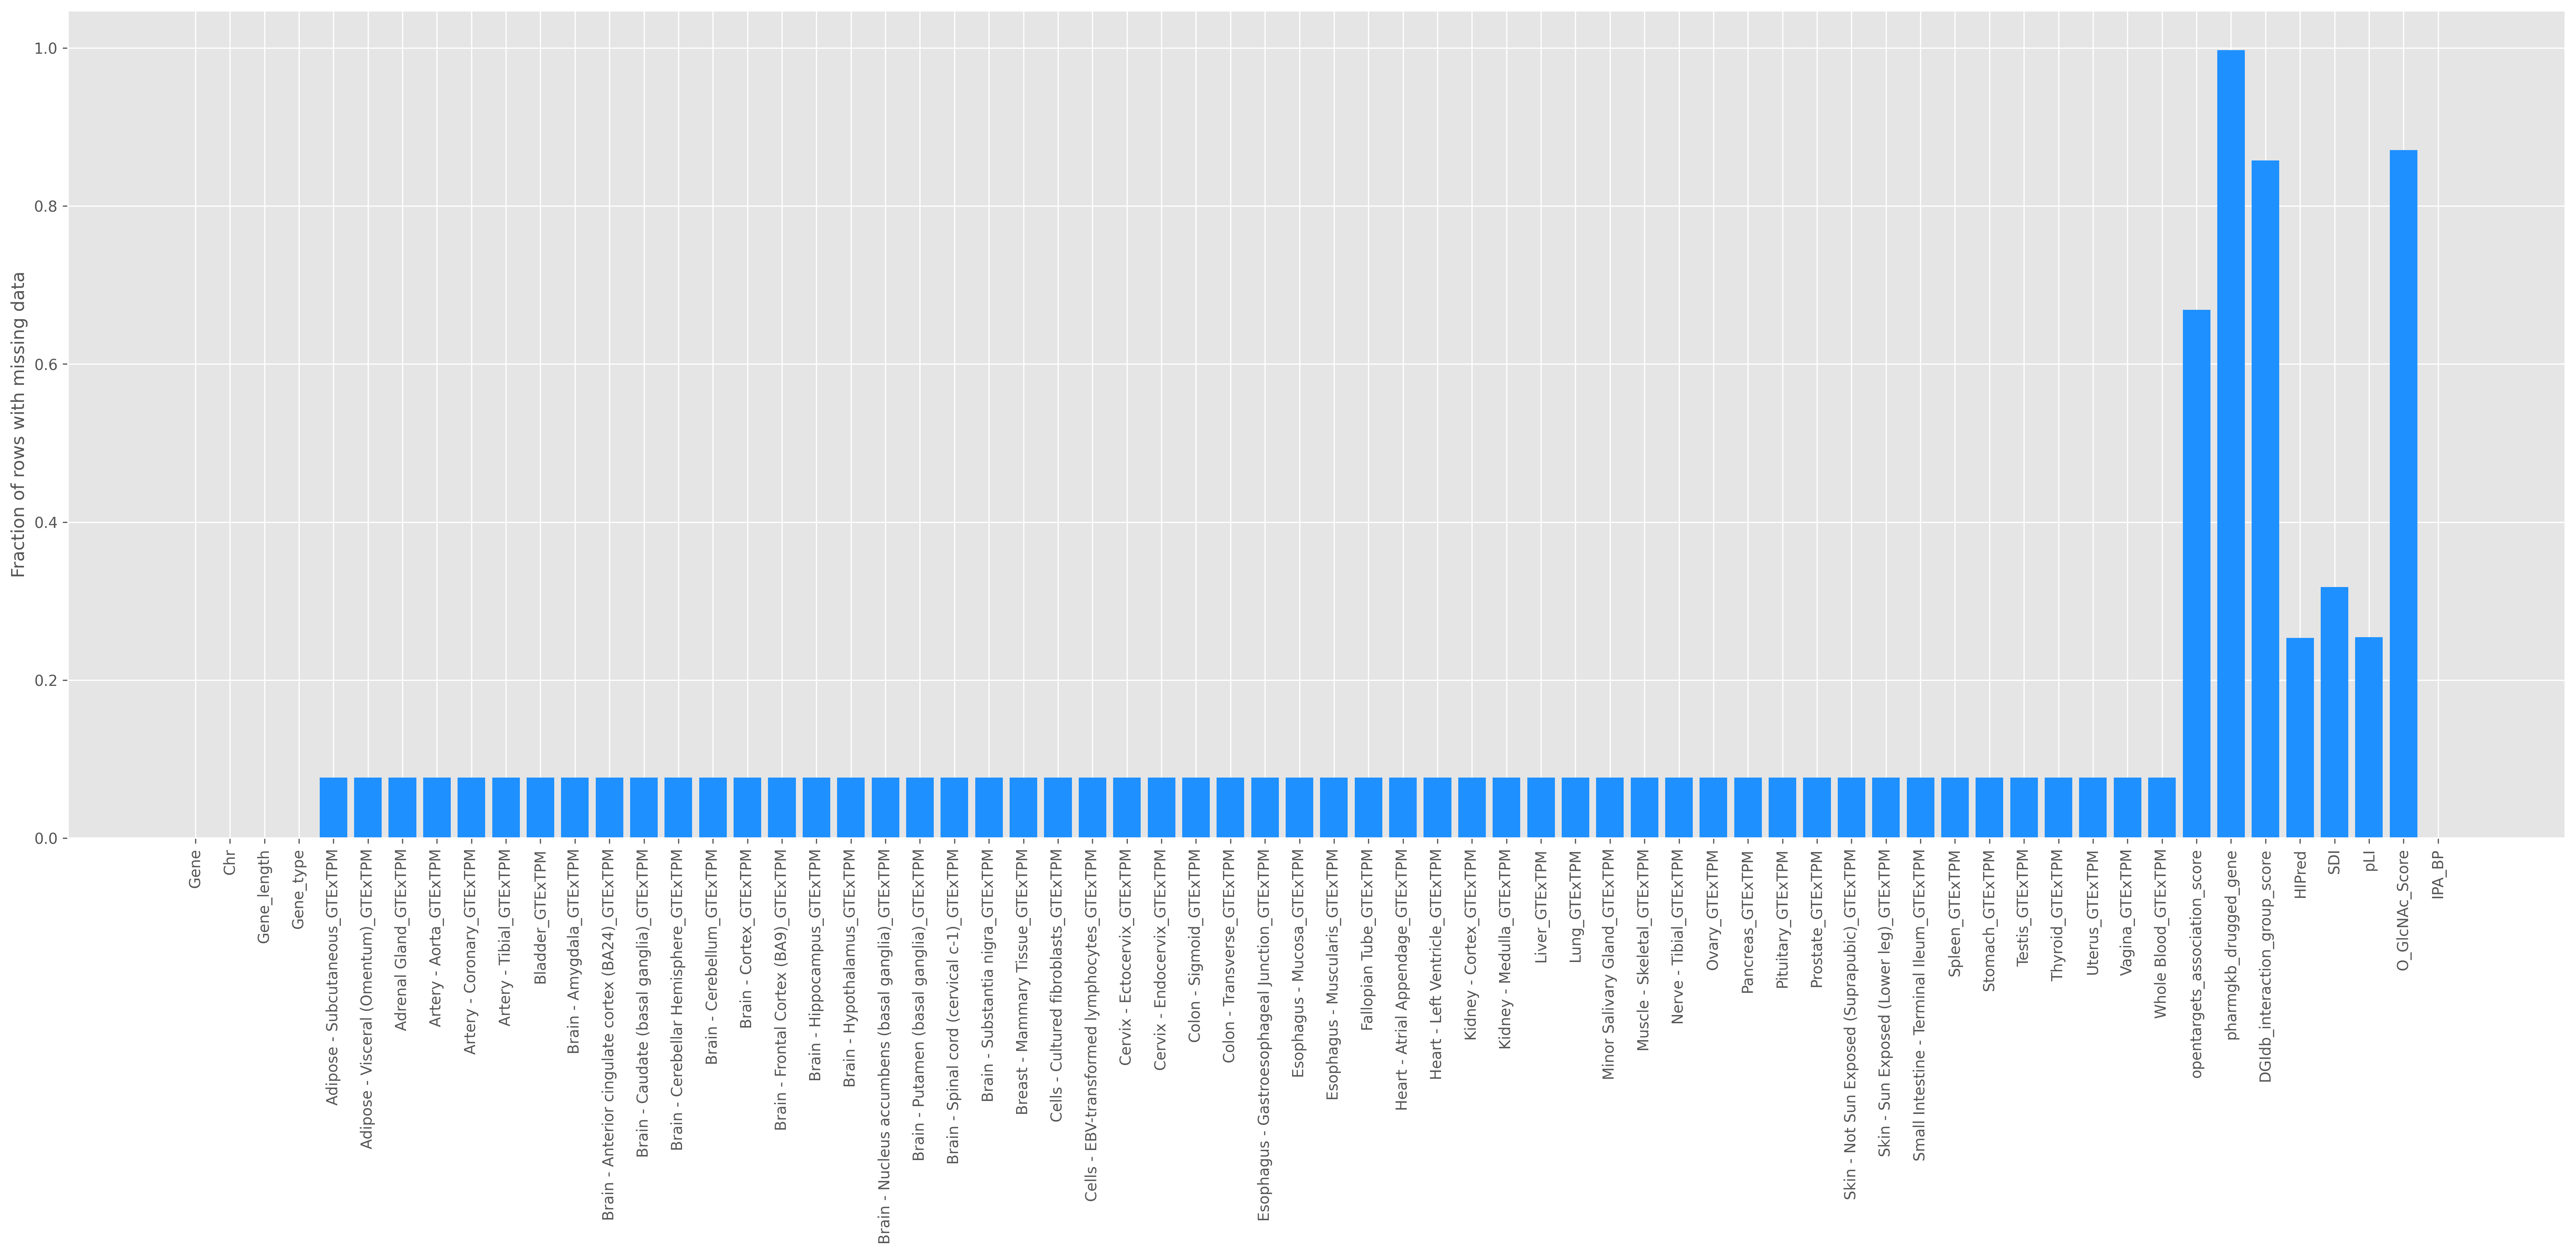 Fraction of rows with missing data
1.0
0.8
0.6
0.4
0.2
0.0
Gene
Chr
Gene_length
Gene_type
Adipose - Subcutaneous_GTExTPM
Adipose - Visceral (Omentum)_GTExTPM
Adrenal Gland_GTExTPM
Artery - Aorta_GTExTPM
Artery - Coronary_GTExTPM
Artery - Tibial_GTExTPM
Bladder_GTExTPM
Brain - Amygdala_GTExTPM
Brain - Anterior cingulate cortex (BA24)_GTExTPM
Brain - Caudate (basal ganglia)_GTExTPM
Brain - Cerebellar Hemisphere_GTExTPM
Brain - Cerebellum_GTExTPM
Brain - Cortex_GTExTPM
Brain - Frontal Cortex (BA9)_GTExTPM
Brain - Hippocampus_GTExTPM
Brain - Hypothalamus_GTExTPM
Brain - Nucleus accumbens (basal ganglia)_GTExTPM
Brain - Putamen (basal ganglia)_GTExTPM
Brain - Spinal cord (cervical c-1)_GTExTPM
Brain - Substantia nigra_GTExTPM
Breast - Mammary Tissue_GTExTPM
Cells - Cultured fibroblasts_GTExTPM
Cells - EBV-transformed lymphocytes_GTExTPM
Cervix - Ectocervix_GTExTPM
Cervix - Endocervix_GTExTPM
Colon - Sigmoid_GTExTPM
Colon - Transverse_GTExTPM
Esophagus - Gastroesophageal Junction_GTExTPM
Esophagus - Mucosa_GTExTPM
Esophagus - Muscularis_GTExTPM
Fallopian Tube_GTExTPM
Heart - Atrial Appendage_GTExTPM
Heart - Left Ventricle_GTExTPM
Kidney - Cortex_GTExTPM
Kidney - Medulla_GTExTPM
Liver_GTExTPM
Lung_GTExTPM
Minor Salivary Gland_GTExTPM
Muscle - Skeletal_GTExTPM
Nerve - Tibial_GTExTPM
Ovary_GTExTPM
Pancreas_GTExTPM
Pituitary_GTExTPM
Prostate_GTExTPM
Skin - Not Sun Exposed (Suprapubic)_GTExTPM
Skin - Sun Exposed (Lower leg)_GTExTPM
Small Intestine - Terminal Ileum_GTExTPM
Spleen_GTExTPM
Stomach_GTExTPM
Testis_GTExTPM
Thyroid_GTExTPM
Uterus_GTExTPM
Vagina_GTExTPM
Whole Blood_GTExTPM
opentargets_association_score
pharmgkb_drugged_gene
DGIdb_interaction_group_score
HIPred
SDI
pLI
O_GlcNAc_Score
IPA_BP